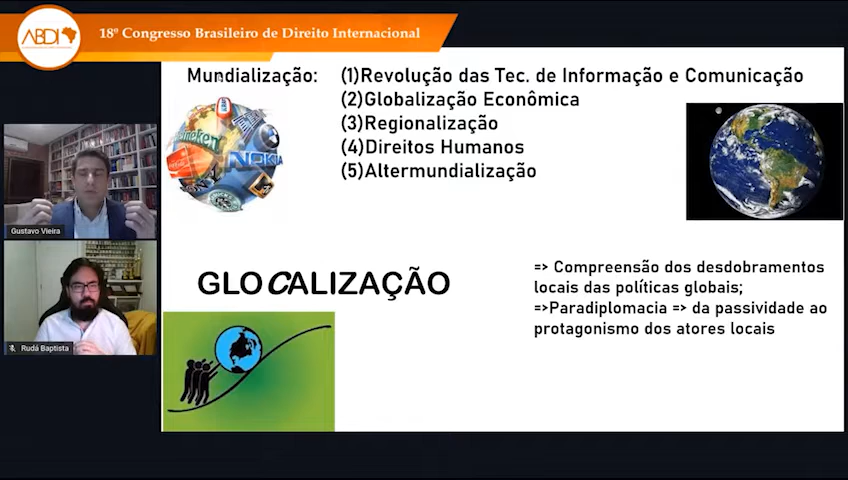 ABDI
18º Congresso Brasileiro de Direito Internacional
Mundialização:
(1)Revolução das Tec. de Informação e Comunicação
(2)Globalização Econômica
(3)Regionalização
(4)Direitos Humanos
(5)Altermundialização
Heineken
NOKIA
Gustavo Vieira
GLOCALIZAÇÃO
=> Compreensão dos desdobramentos
locais das políticas globais;
=>Paradiplomacia => da passividade ao
protagonismo dos atores locais
Rudá Baptista